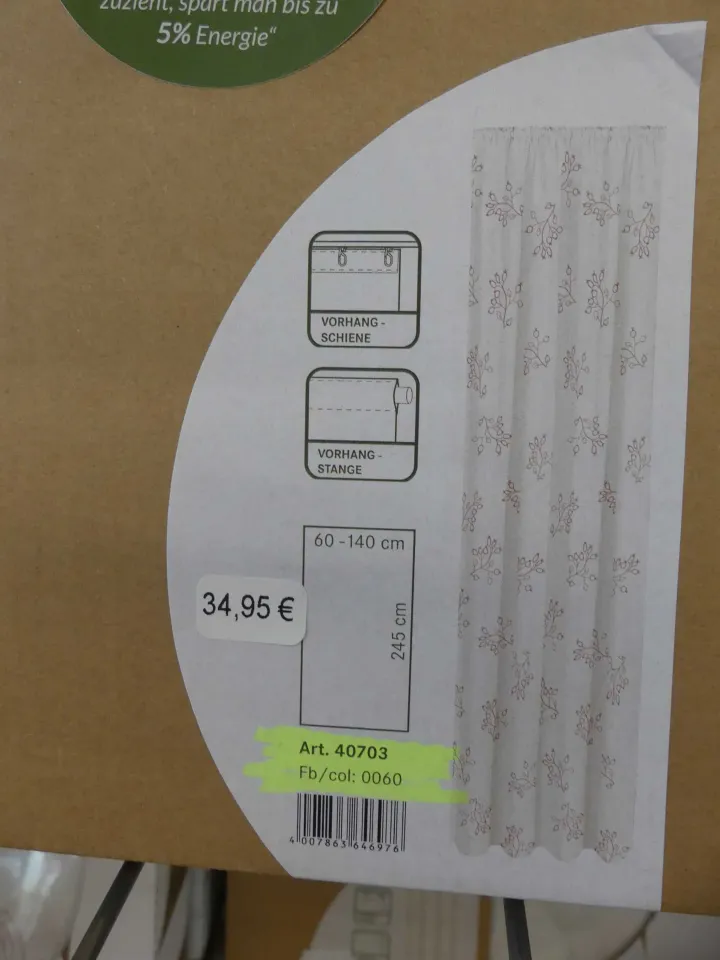 zuzieht, spart man bis zu
5% Energie“
VORHANG-
SCHIENE
VORHANG-
STANGE
60-140 cm
245 cm
34,95 €
Art. 40703
Fb/col: 0060
4 007863 646976